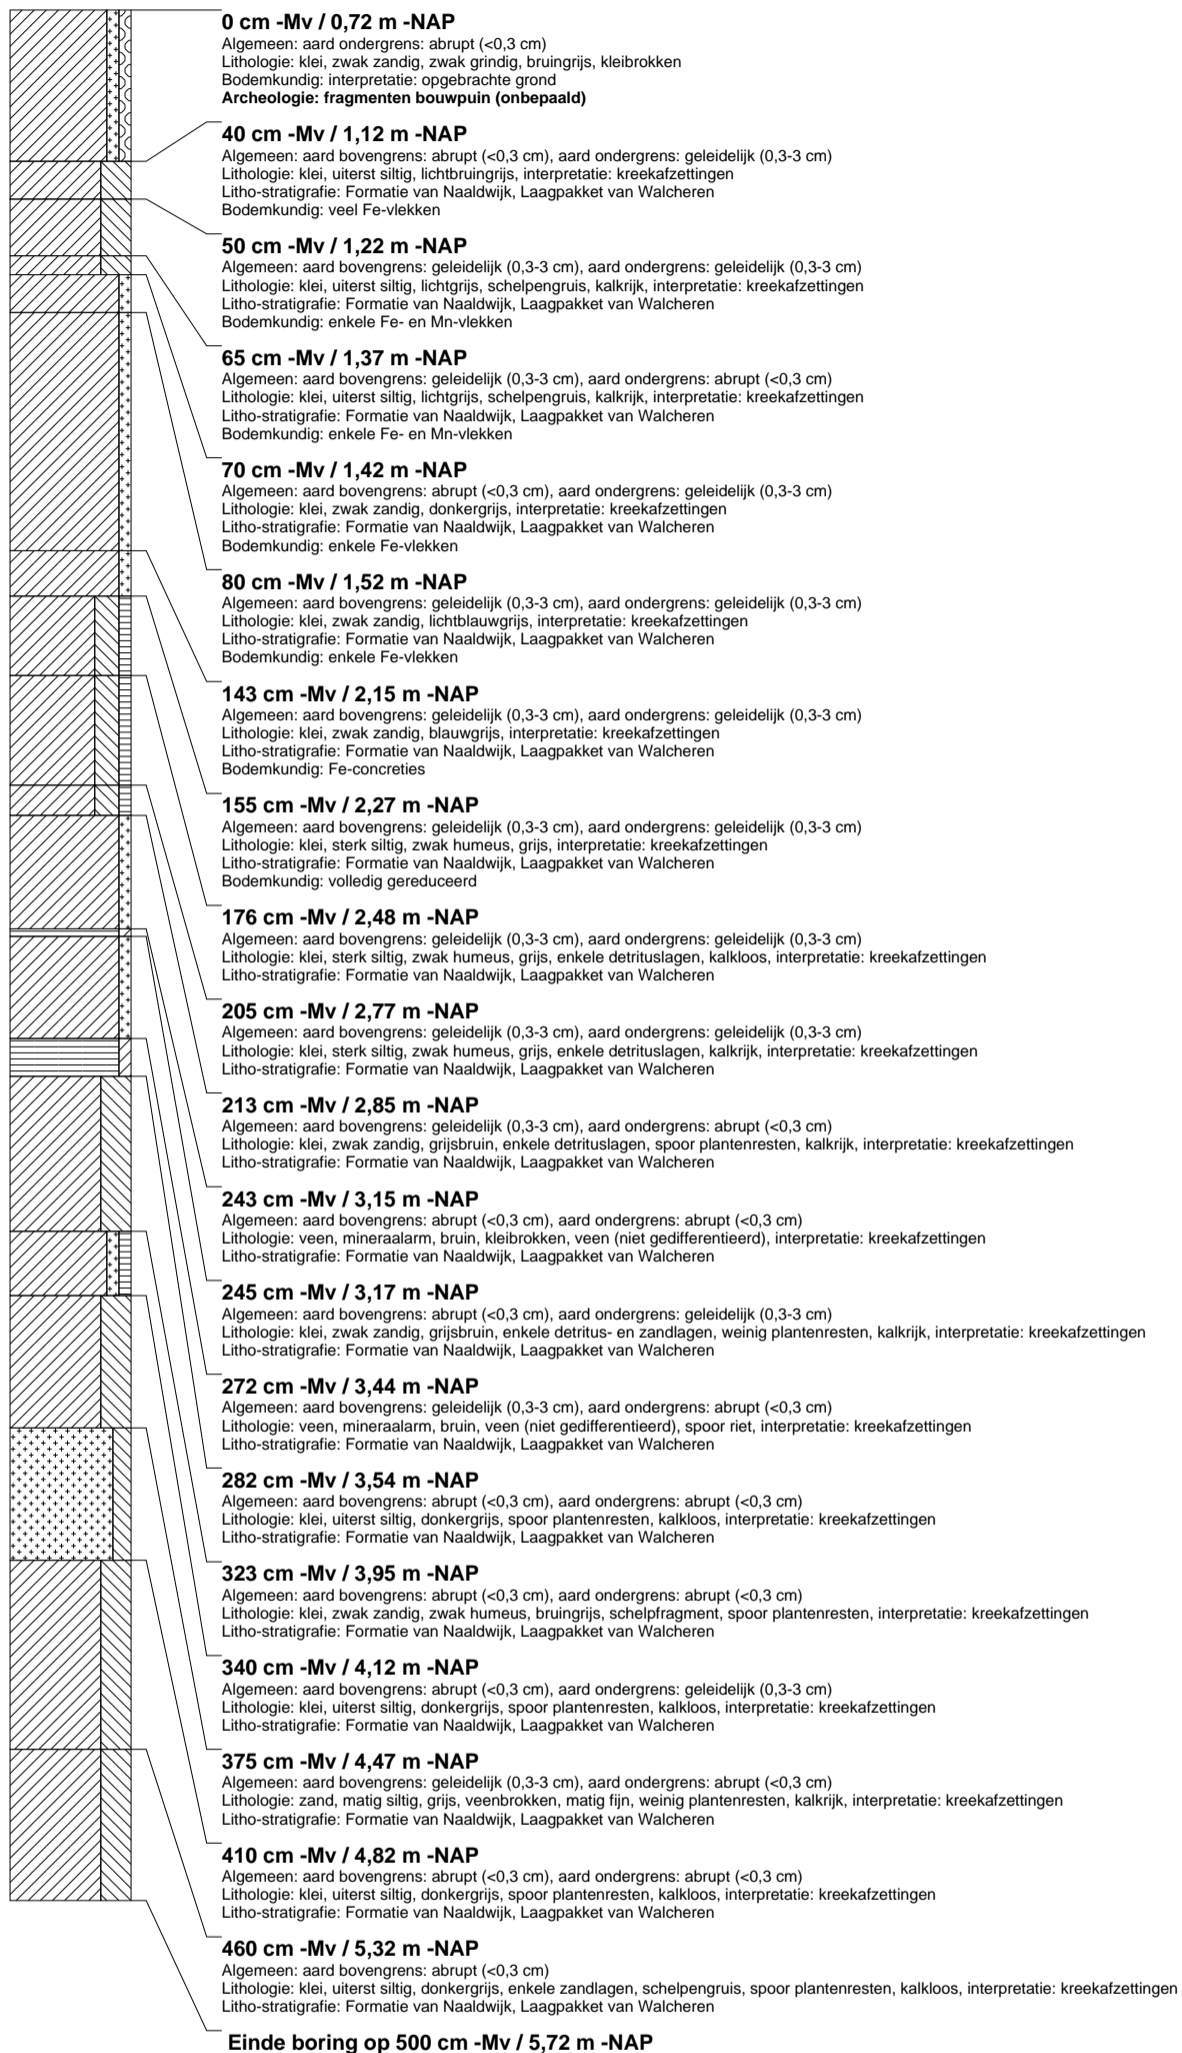 0 cm -Mv / 0,72 m -NAP
Algemeen: aard ondergrens: abrupt (<0,3 cm)
Lithologie: klei, zwak zandig, zwak grindig, bruingrijs, kleibrokken
Bodemkundig: interpretatie: opgebrachte grond
Archeologie: fragmenten bouwpuin (onbepaald)
40 cm -Mv / 1,12 m -NAP
Algemeen: aard bovengrens: abrupt (<0,3 cm), aard ondergrens: geleidelijk (0,3-3 cm)
Lithologie: klei, uiterst siltig, lichtbruingrijs, interpretatie: kreekafzettingen
Litho-stratigrafie: Formatie van Naaldwijk, Laagpakket van Walcheren
Bodemkundig: veel Fe-vlekken
50 cm -Mv / 1,22 m -NAP
Algemeen: aard bovengrens: geleidelijk (0,3-3 cm), aard ondergrens: geleidelijk (0,3-3 cm)
Lithologie: klei, uiterst siltig, lichtgrijs, schelpengruis, kalkrijk, interpretatie: kreekafzettingen
Litho-stratigrafie: Formatie van Naaldwijk, Laagpakket van Walcheren
Bodemkundig: enkele Fe- en Mn-vlekken
65 cm -Mv / 1,37 m -NAP
Algemeen: aard bovengrens: geleidelijk (0,3-3 cm), aard ondergrens: abrupt (<0,3 cm)
Lithologie: klei, uiterst siltig, lichtgrijs, schelpengruis, kalkrijk, interpretatie: kreekafzettingen
Litho-stratigrafie: Formatie van Naaldwijk, Laagpakket van Walcheren
Bodemkundig: enkele Fe- en Mn-vlekken
70 cm -Mv / 1,42 m -NAP
Algemeen: aard bovengrens: abrupt (<0,3 cm), aard ondergrens: geleidelijk (0,3-3 cm)
Lithologie: klei, zwak zandig, donkergrijs, interpretatie: kreekafzettingen
Litho-stratigrafie: Formatie van Naaldwijk, Laagpakket van Walcheren
Bodemkundig: enkele Fe-vlekken
80 cm -Mv / 1,52 m -NAP
Algemeen: aard bovengrens: geleidelijk (0,3-3 cm), aard ondergrens: geleidelijk (0,3-3 cm)
Lithologie: klei, zwak zandig, lichtblauwgrijs, interpretatie: kreekafzettingen
Litho-stratigrafie: Formatie van Naaldwijk, Laagpakket van Walcheren
Bodemkundig: enkele Fe-vlekken
143 cm -Mv / 2,15 m -NAP
Algemeen: aard bovengrens: geleidelijk (0,3-3 cm), aard ondergrens: geleidelijk (0,3-3 cm)
Lithologie: klei, zwak zandig, blauwgrijs, interpretatie: kreekafzettingen
Litho-stratigrafie: Formatie van Naaldwijk, Laagpakket van Walcheren
Bodemkundig: Fe-concreties
155 cm -Mv / 2,27 m -NAP
Algemeen: aard bovengrens: geleidelijk (0,3-3 cm), aard ondergrens: geleidelijk (0,3-3 cm)
Lithologie: klei, sterk siltig, zwak humeus, grijs, interpretatie: kreekafzettingen
Litho-stratigrafie: Formatie van Naaldwijk, Laagpakket van Walcheren
Bodemkundig: volledig gereduceerd
176 cm -Mv / 2,48 m -NAP
Algemeen: aard bovengrens: geleidelijk (0,3-3 cm), aard ondergrens: geleidelijk (0,3-3 cm)
Lithologie: klei, sterk siltig, zwak humeus, grijs, enkele detrituslagen, kalkloos, interpretatie: kreekafzettingen
Litho-stratigrafie: Formatie van Naaldwijk, Laagpakket van Walcheren
205 cm -Mv / 2,77 m -NAP
Algemeen: aard bovengrens: geleidelijk (0,3-3 cm), aard ondergrens: geleidelijk (0,3-3 cm)
Lithologie: klei, sterk siltig, zwak humeus, grijs, enkele detrituslagen, kalkrijk, interpretatie: kreekafzettingen
Litho-stratigrafie: Formatie van Naaldwijk, Laagpakket van Walcheren
213 cm -Mv / 2,85 m -NAP
Algemeen: aard bovengrens: geleidelijk (0,3-3 cm), aard ondergrens: abrupt (<0,3 cm)
Lithologie: klei, zwak zandig, grijsbruin, enkele detrituslagen, spoor plantenresten, kalkrijk, interpretatie: kreekafzettingen
Litho-stratigrafie: Formatie van Naaldwijk, Laagpakket van Walcheren
243 cm -Mv / 3,15 m -NAP
Algemeen: aard bovengrens: abrupt (<0,3 cm), aard ondergrens: abrupt (<0,3 cm)
Lithologie: veen, mineraalarm, bruin, kleibrokken, veen (niet gedifferentieerd), interpretatie: kreekafzettingen
Litho-stratigrafie: Formatie van Naaldwijk, Laagpakket van Walcheren
245 cm -Mv / 3,17 m -NAP
Algemeen: aard bovengrens: abrupt (<0,3 cm), aard ondergrens: geleidelijk (0,3-3 cm)
Lithologie: klei, zwak zandig, grijsbruin, enkele detritus- en zandlagen, weinig plantenresten, kalkrijk, interpretatie: kreekafzettingen
Litho-stratigrafie: Formatie van Naaldwijk, Laagpakket van Walcheren
272 cm -Mv / 3,44 m -NAP
Algemeen: aard bovengrens: geleidelijk (0,3-3 cm), aard ondergrens: abrupt (<0,3 cm)
Lithologie: veen, mineraalarm, bruin, veen (niet gedifferentieerd), spoor riet, interpretatie: kreekafzettingen
Litho-stratigrafie: Formatie van Naaldwijk, Laagpakket van Walcheren
282 cm -Mv / 3,54 m -NAP
Algemeen: aard bovengrens: abrupt (<0,3 cm), aard ondergrens: abrupt (<0,3 cm)
Lithologie: klei, uiterst siltig, donkergrijs, spoor plantenresten, kalkloos, interpretatie: kreekafzettingen
Litho-stratigrafie: Formatie van Naaldwijk, Laagpakket van Walcheren
323 cm -Mv / 3,95 m -NAP
Algemeen: aard bovengrens: abrupt (<0,3 cm), aard ondergrens: abrupt (<0,3 cm)
Lithologie: klei, zwak zandig, zwak humeus, bruingrijs, schelpfragment, spoor plantenresten, interpretatie: kreekafzettingen
Litho-stratigrafie: Formatie van Naaldwijk, Laagpakket van Walcheren
340 cm -Mv / 4,12 m -NAP
Algemeen: aard bovengrens: abrupt (<0,3 cm), aard ondergrens: geleidelijk (0,3-3 cm)
Lithologie: klei, uiterst siltig, donkergrijs, spoor plantenresten, kalkloos, interpretatie: kreekafzettingen
Litho-stratigrafie: Formatie van Naaldwijk, Laagpakket van Walcheren
375 cm -Mv / 4,47 m -NAP
Algemeen: aard bovengrens: geleidelijk (0,3-3 cm), aard ondergrens: abrupt (<0,3 cm)
Lithologie: zand, matig siltig, grijs, veenbrokken, matig fijn, weinig plantenresten, kalkrijk, interpretatie: kreekafzettingen
Litho-stratigrafie: Formatie van Naaldwijk, Laagpakket van Walcheren
410 cm -Mv / 4,82 m -NAP
Algemeen: aard bovengrens: abrupt (<0,3 cm), aard ondergrens: abrupt (<0,3 cm)
Lithologie: klei, uiterst siltig, donkergrijs, spoor plantenresten, kalkloos, interpretatie: kreekafzettingen
Litho-stratigrafie: Formatie van Naaldwijk, Laagpakket van Walcheren
460 cm -Mv / 5,32 m -NAP
Algemeen: aard bovengrens: abrupt (<0,3 cm)
Lithologie: klei, uiterst siltig, donkergrijs, enkele zandlagen, schelpengruis, spoor plantenresten, kalkloos, interpretatie: kreekafzettingen
Litho-stratigrafie: Formatie van Naaldwijk, Laagpakket van Walcheren
Einde boring op 500 cm -Mv / 5,72 m -NAP